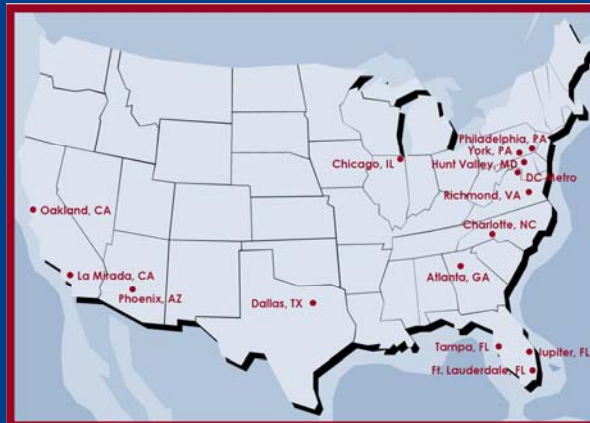 Philadelphia, PA
York, PA
Chicago, IL
Hunt Valley, MD
DC Metro
Richmond, VA
Oakland, CA
Charlotte, NC
La Mirada, CA
Atlanta, GA
Phoenix, AZ
Dallas, TX
Tampa, FL
Jupiter, FL
Ft. Lauderdale, FL